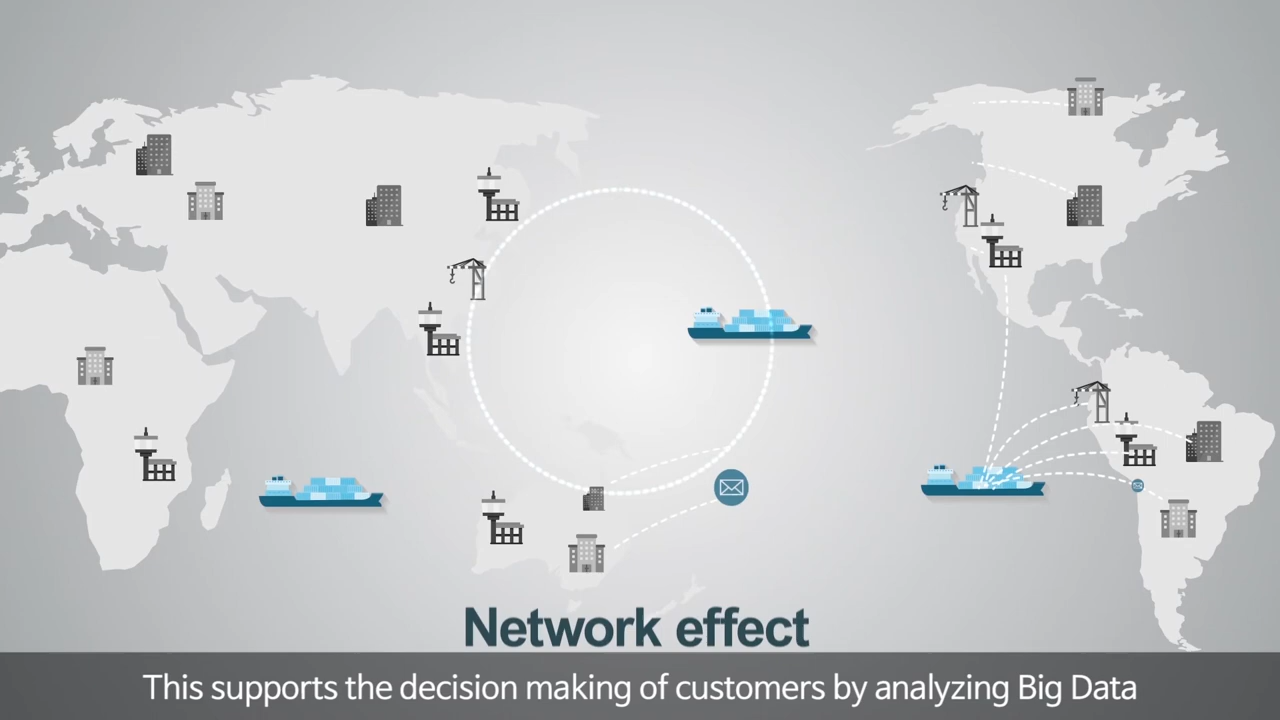 Network effect
This supports the decision making of customers by analyzing Big Data